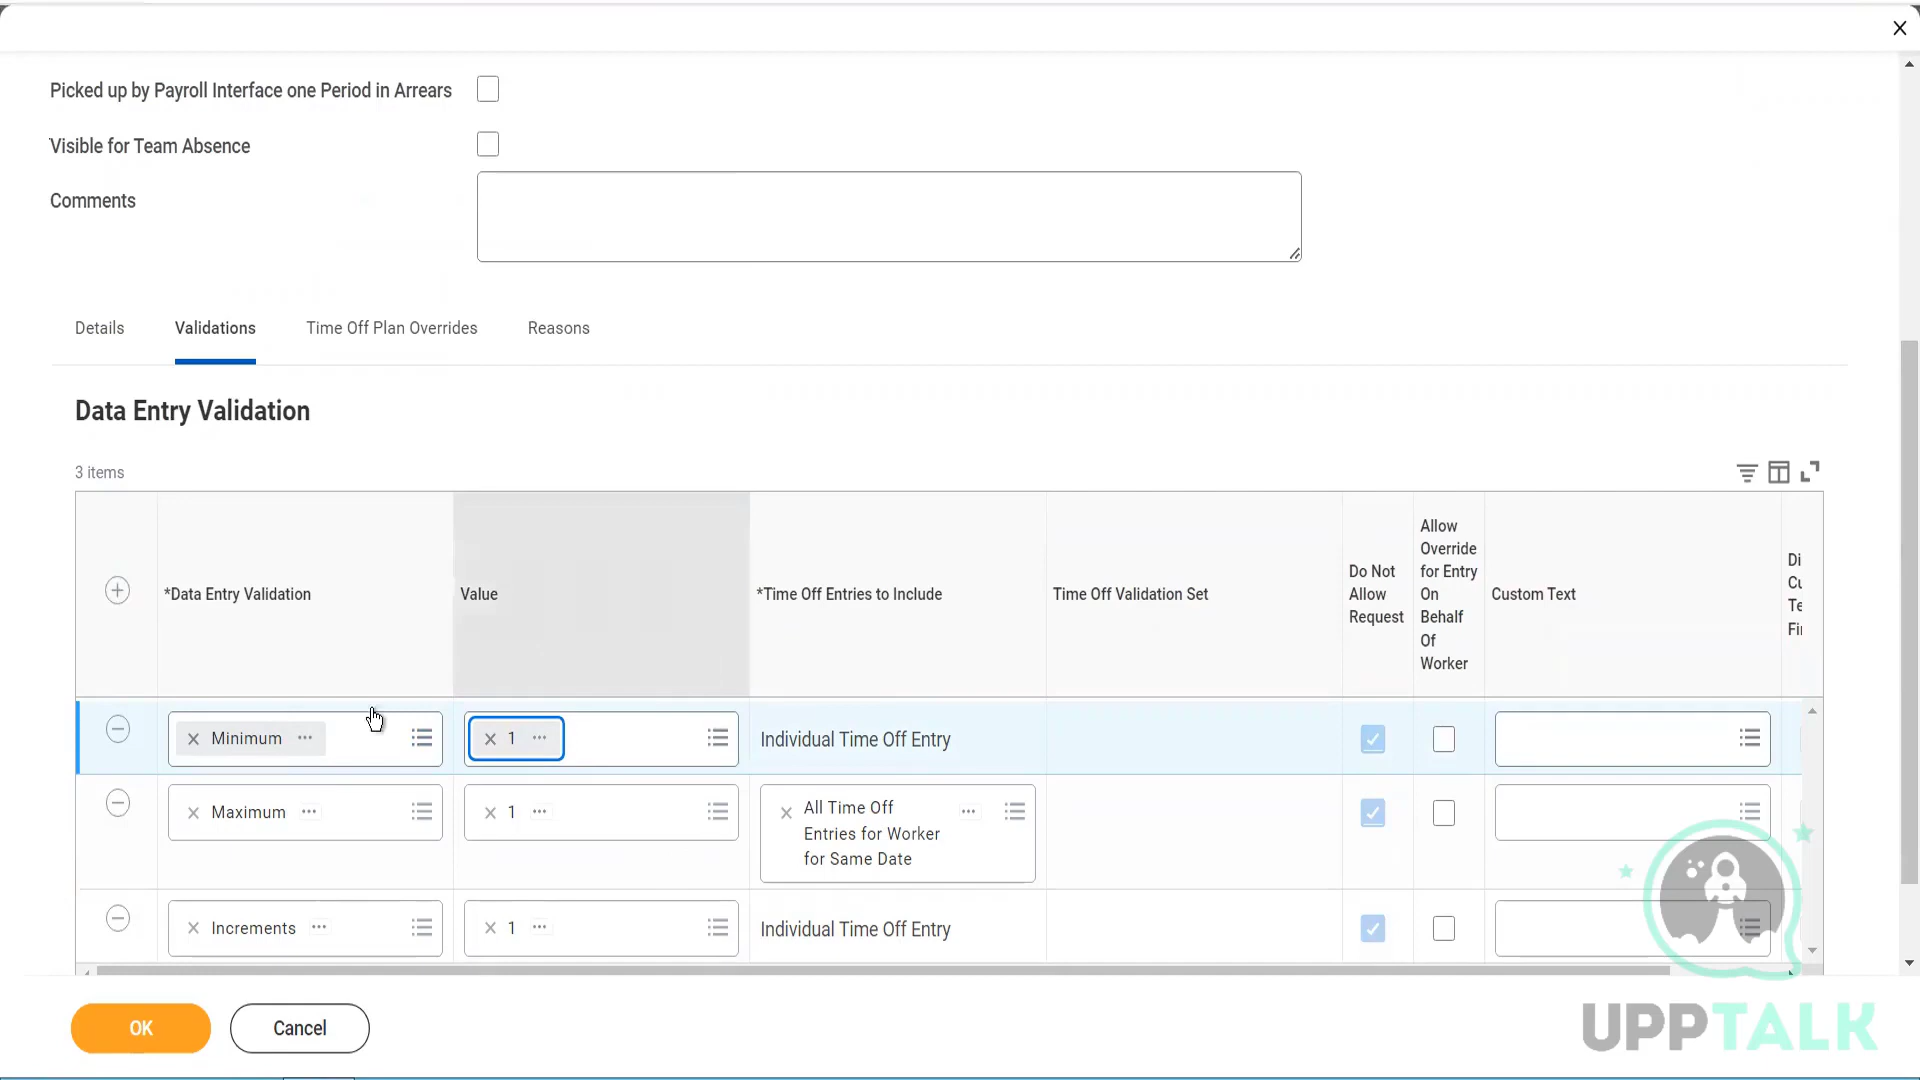 Picked up by Payroll Interface one Period in Arrears
Visible for Team Absence
Comments
Details
Validations
Time Off Plan Overrides
Reasons
Data Entry Validation
3 items
*Data Entry Validation
Value
*Time Off Entries to Include
Time Off Validation Set
Do Not
Allow
Request
Allow
Override
for Entry
On
Behalf
Of
Worker
Custom Text
Di
Cu
Te
Fi
Minimum
1
Individual Time Off Entry
Maximum
1
All Time Off
Entries for Worker
for Same Date
Increments
1
Individual Time Off Entry
OK
Cancel
UPPTALK